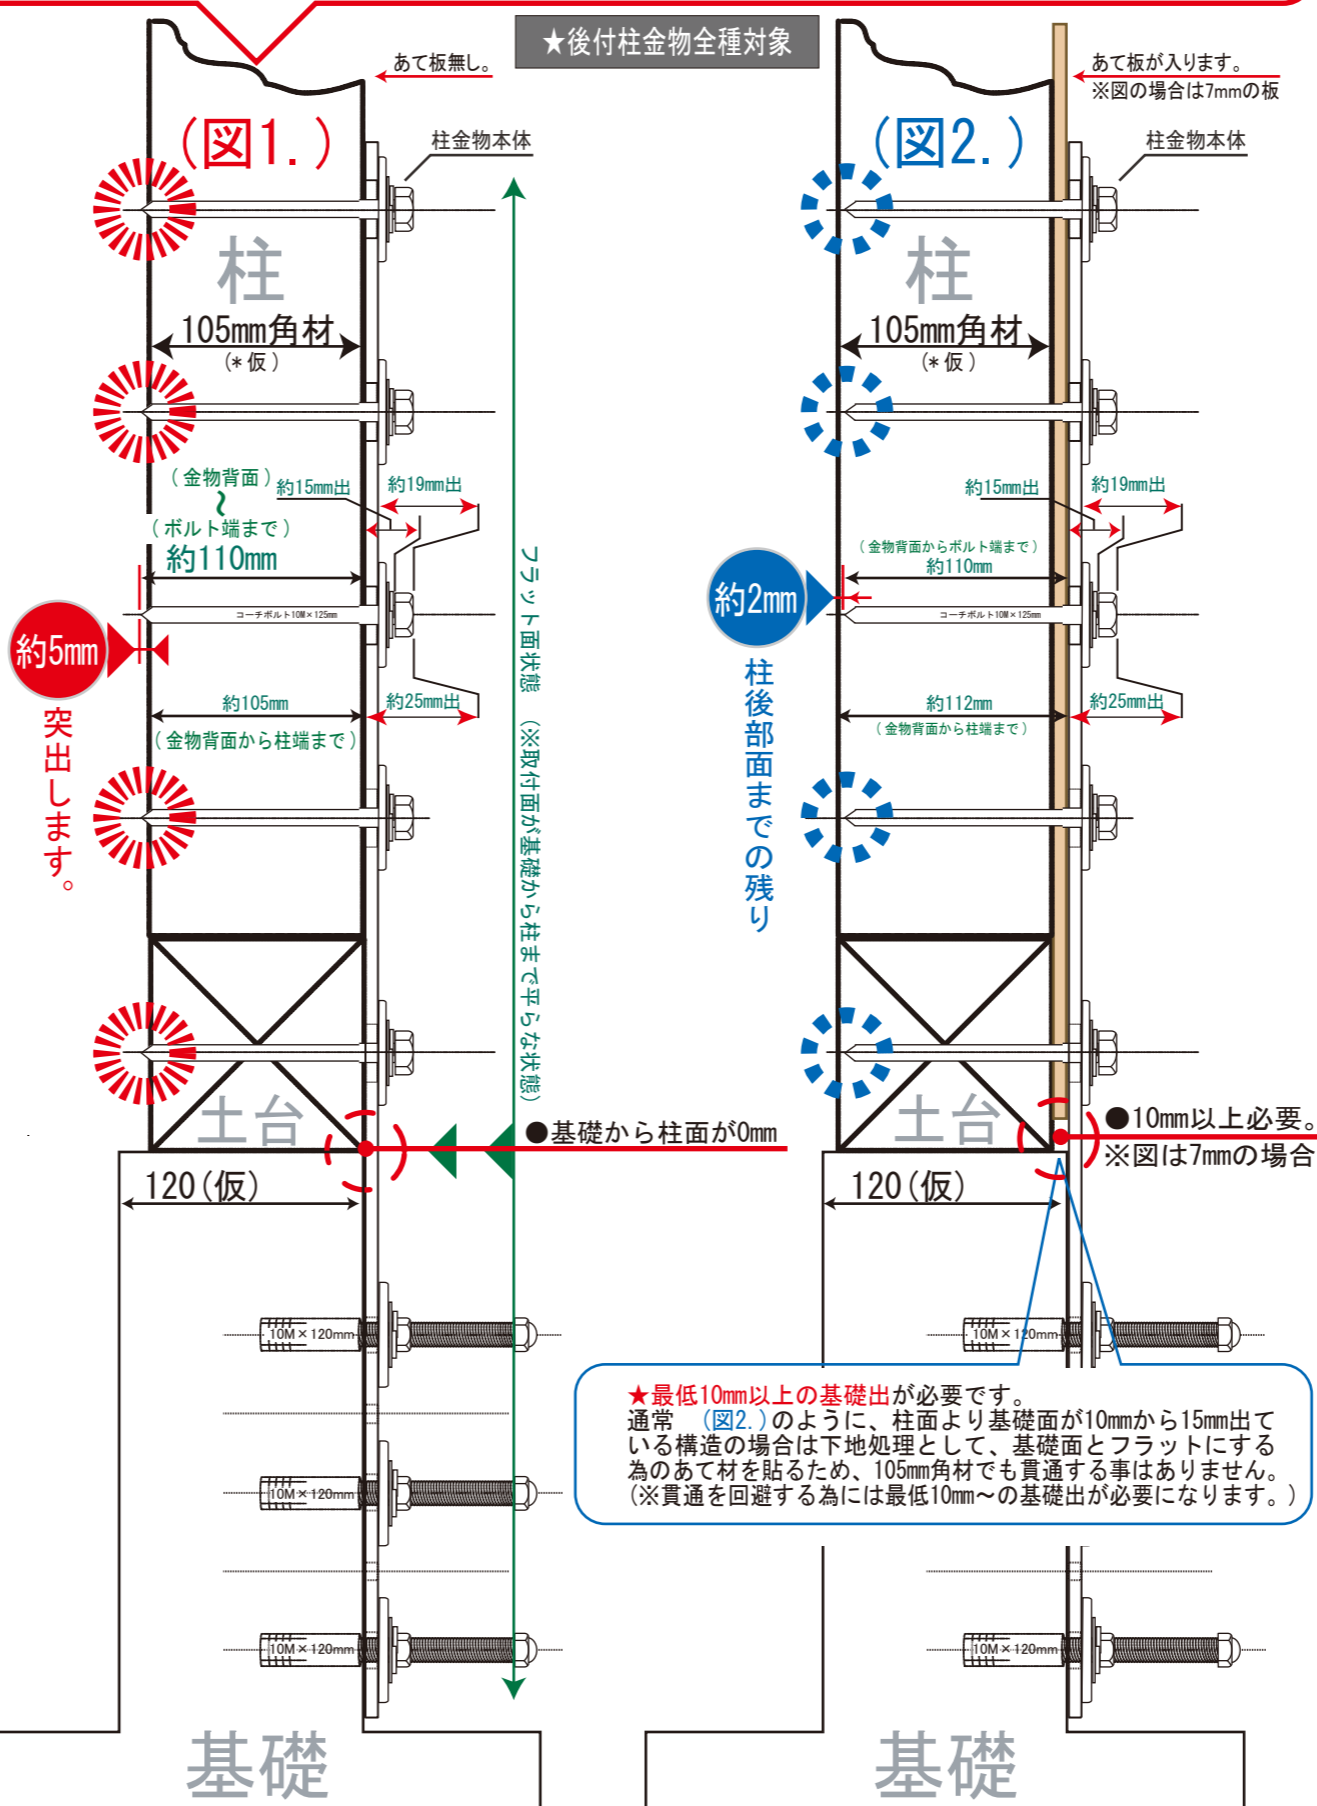 ★後付柱金物全種対象
あて板無し。
(図1.)
柱金物本体
柱
105mm角材
(*仮)
(金物背面)
～
(ボルト端まで)
約110mm
約15mm出
約19mm出
コーチボルト10M×125mm
約5mm
突出します。
約105mm
(金物背面から柱端まで)
約25mm出
フラット面状態 (※取付面が基礎から柱まで平らな状態)
土台
●基礎から柱面が0mm
120(仮)
10M×120mm
10M×120mm
10M×120mm
基礎
あて板が入ります。
※図の場合は7mmの板
(図2.)
柱金物本体
柱
105mm角材
(*仮)
約15mm出
約19mm出
(金物背面からボルト端まで)
約110mm
コーチボルト10M×125mm
約2mm
柱後部面までの残り
約112mm
(金物背面から柱端まで)
約25mm出
土台
●10mm以上必要。
※図は7mmの場合
120(仮)
10M×120mm
★最低10mm以上の基礎出が必要です。
通常 (図2.)のように、柱面より基礎面が10mmから15mm出て
いる構造の場合は下地処理として、基礎面とフラットにする
為のあて材を貼るため、105mm角材でも貫通する事はありません。
(※貫通を回避する為には最低10mm～の基礎出が必要になります。)
10M×120mm
基礎